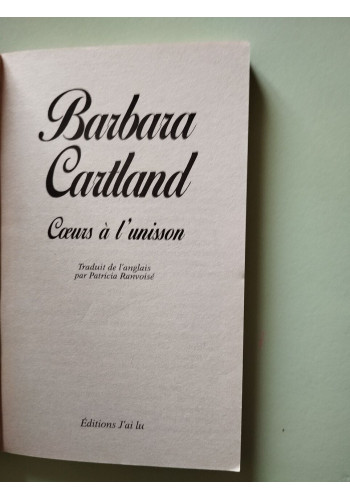 Barbara
Cartland
Cœurs à l'unisson
Traduit de l'anglais
par Patricia Ranvoisé
Éditions J'ai lu